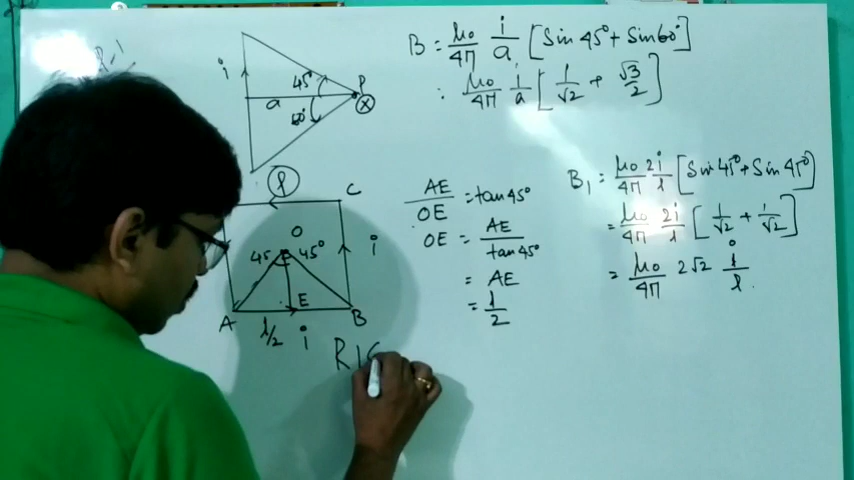 i
45°
a
60°
P
B = μ₀/4π i/a [Sin 45° + Sin 60°]
: μ₀/4π i/a [1/√2 + √3/2]
l
C
O
45 45°
i
A E B
l/2 i
AE/OE = tan 45°
OE = AE/tan 45°
= AE
= l/2
B₁ = μ₀/4π 2i/l [Sin 45° + Sin 45°]
= μ₀/4π 2i/l [1/√2 + 1/√2]
= μ₀/4π 2√2 i/l.